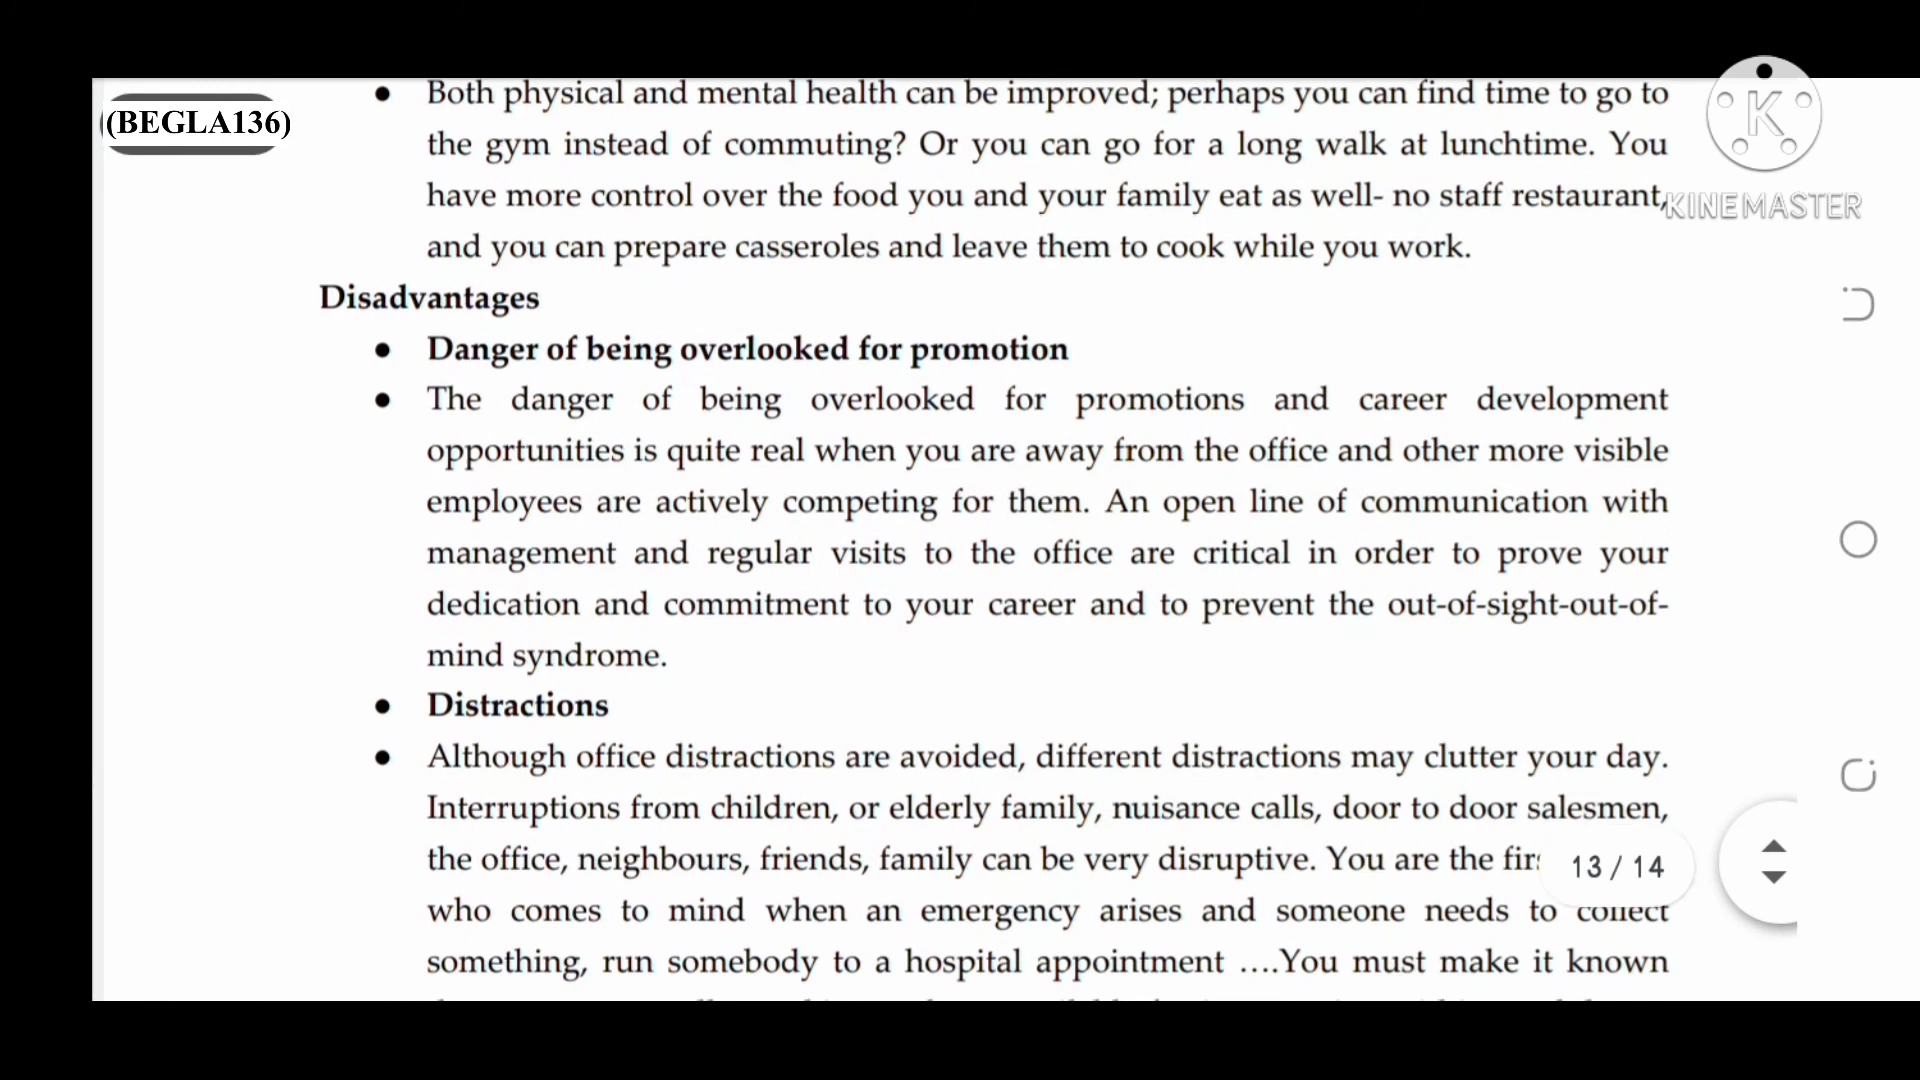 (BEGLA136)
● Both physical and mental health can be improved; perhaps you can find time to go to
the gym instead of commuting? Or you can go for a long walk at lunchtime. You
have more control over the food you and your family eat as well- no staff restaurant,
and you can prepare casseroles and leave them to cook while you work.
Disadvantages
● Danger of being overlooked for promotion
● The danger of being overlooked for promotions and career development
opportunities is quite real when you are away from the office and other more visible
employees are actively competing for them. An open line of communication with
management and regular visits to the office are critical in order to prove your
dedication and commitment to your career and to prevent the out-of-sight-out-of-
mind syndrome.
● Distractions
● Although office distractions are avoided, different distractions may clutter your day.
Interruptions from children, or elderly family, nuisance calls, door to door salesmen,
the office, neighbours, friends, family can be very disruptive. You are the
who comes to mind when an emergency arises and someone needs to collect
something, run somebody to a hospital appointment ….You must make it known
K
KINEMASTER
13 / 14